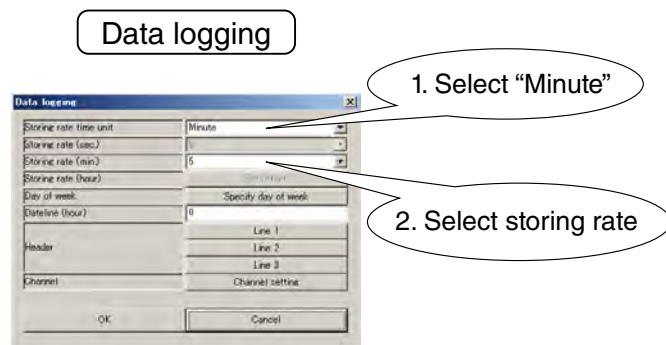 Data logging
1. Select “Minute”
Data logging
Storing rate time unit Minute
Storing rate (sec.)
Storing rate (min.) 5
Storing rate (hour)
Day of week Specify day of week
Dateline (hour) 0
Header Line 1
Line 2
Line 3
Channel Channel setting
OK Cancel
2. Select storing rate